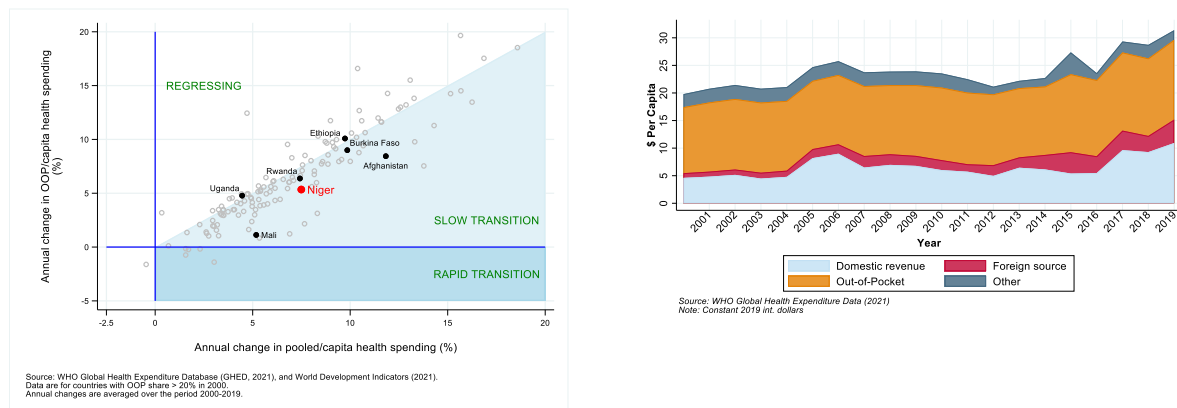 Annual change in OOP/capita health spending
(%)
20
15
10
5
0
-5
-2.5
0
5
10
15
20
REGRESSING
Ethiopia
Burkina Faso
Afghanistan
Rwanda
Niger
Uganda
Mali
SLOW TRANSITION
RAPID TRANSITION
Annual change in pooled/capita health spending (%)
Source: WHO Global Health Expenditure Database (GHED, 2021), and World Development Indicators (2021).
Data are for countries with OOP share > 20% in 2000.
Annual changes are averaged over the period 2000-2019.
$ Per Capita
30
20
15
10
5
0
2001
2002
2003
2004
2005
2006
2007
2008
2009
2010
2011
2012
2013
2014
2015
2016
2017
2018
2019
Year
Domestic revenue
Foreign source
Out-of-Pocket
Other
Source: WHO Global Health Expenditure Data (2021)
Note: Constant 2019 int. dollars